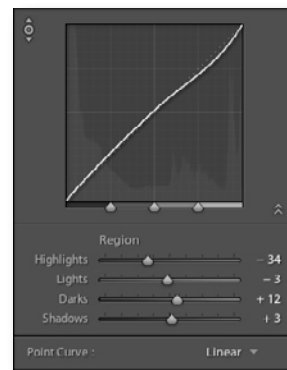 Region
Highlights − 34
Lights − 3
Darks + 12
Shadows + 3
Point Curve : Linear